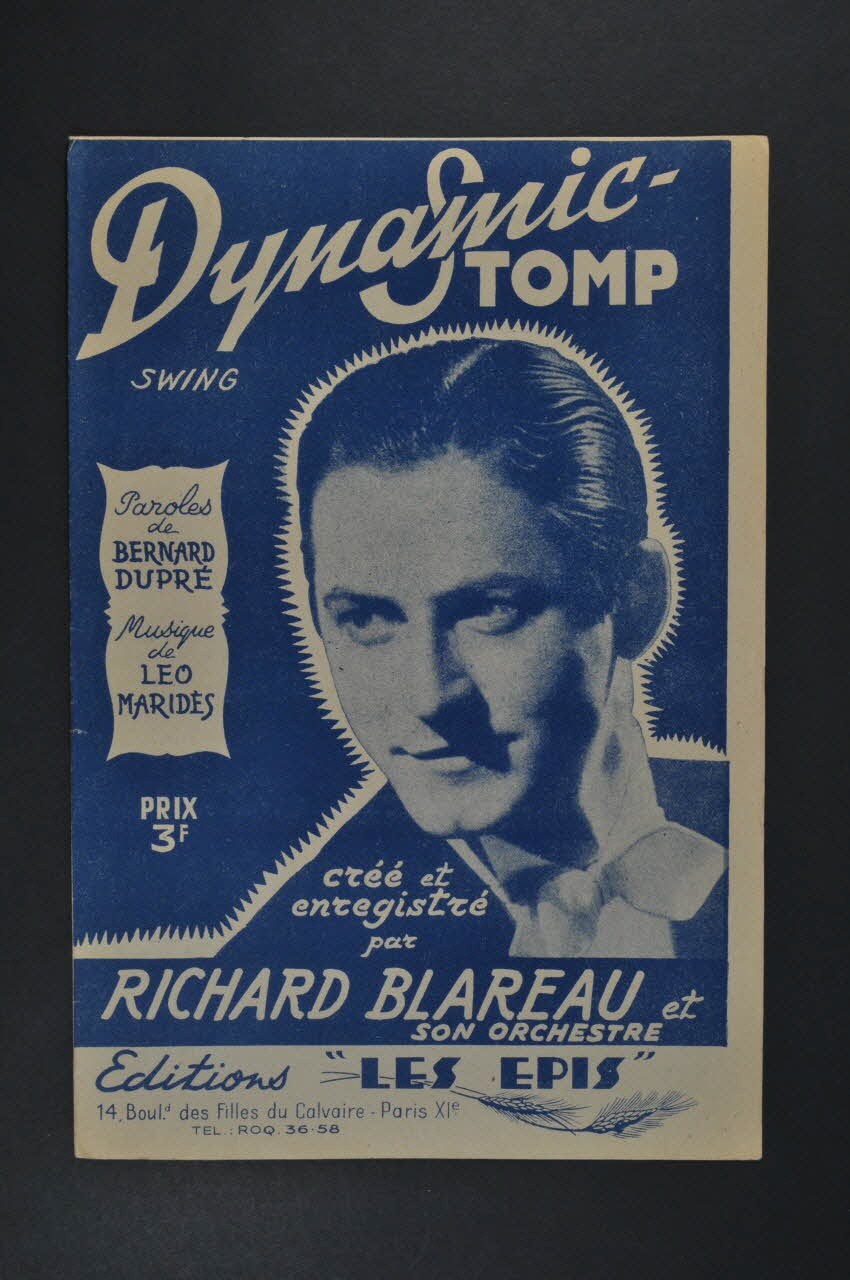 Dynamic-
STOMP
SWING
Paroles
de
BERNARD
DUPRÉ
Musique
de
LEO
MARIDÈS
PRIX
3F
créé et
enregistré
par
RICHARD BLAREAU et
SON ORCHESTRE
Editions "LES EPIS"
14, Boul.d des Filles du Calvaire - Paris XIe
TEL.: ROQ. 36-58